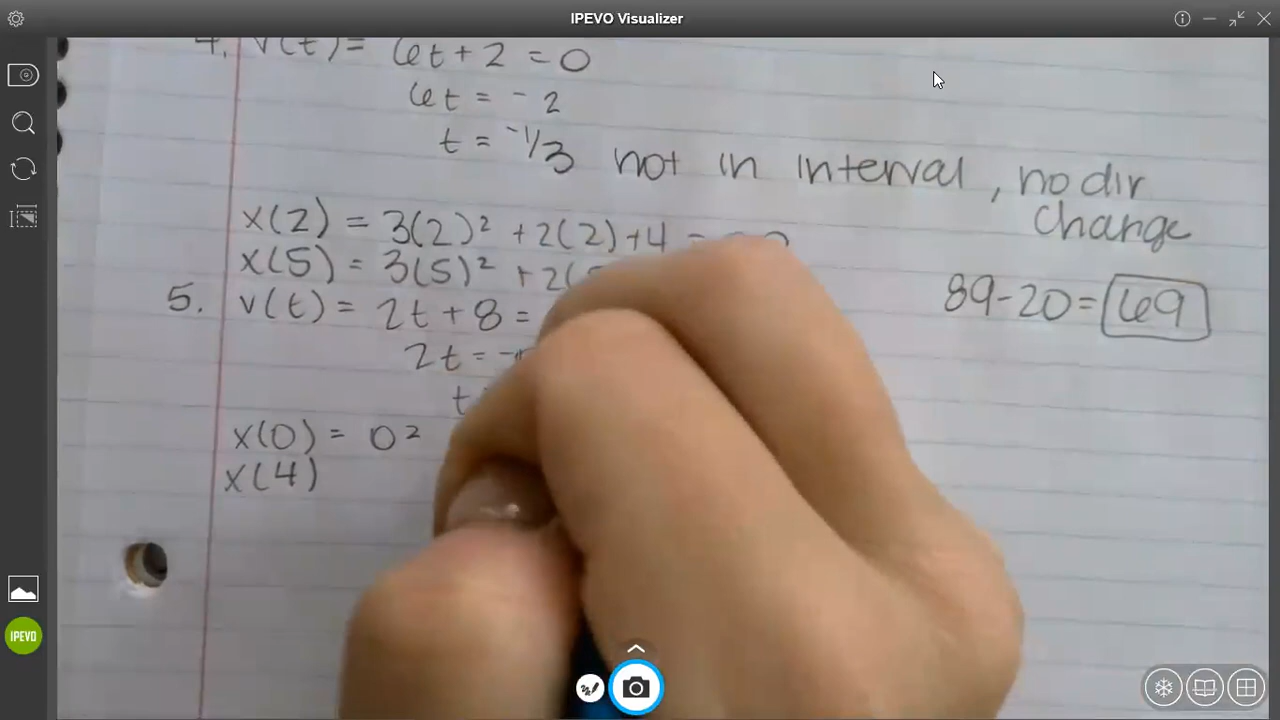 IPEVO Visualizer
4. v(t) = 6t + 2 = 0
6t = - 2
t = -1/3 not in interval, no dir
change
x(2) = 3(2)² + 2(2) + 4 =
x(5) = 3(5)² + 2(
89-20 = 69
5. v(t) = 2t + 8 =
2t = -
t
x(0) = 0²
x(4)
IPEVO